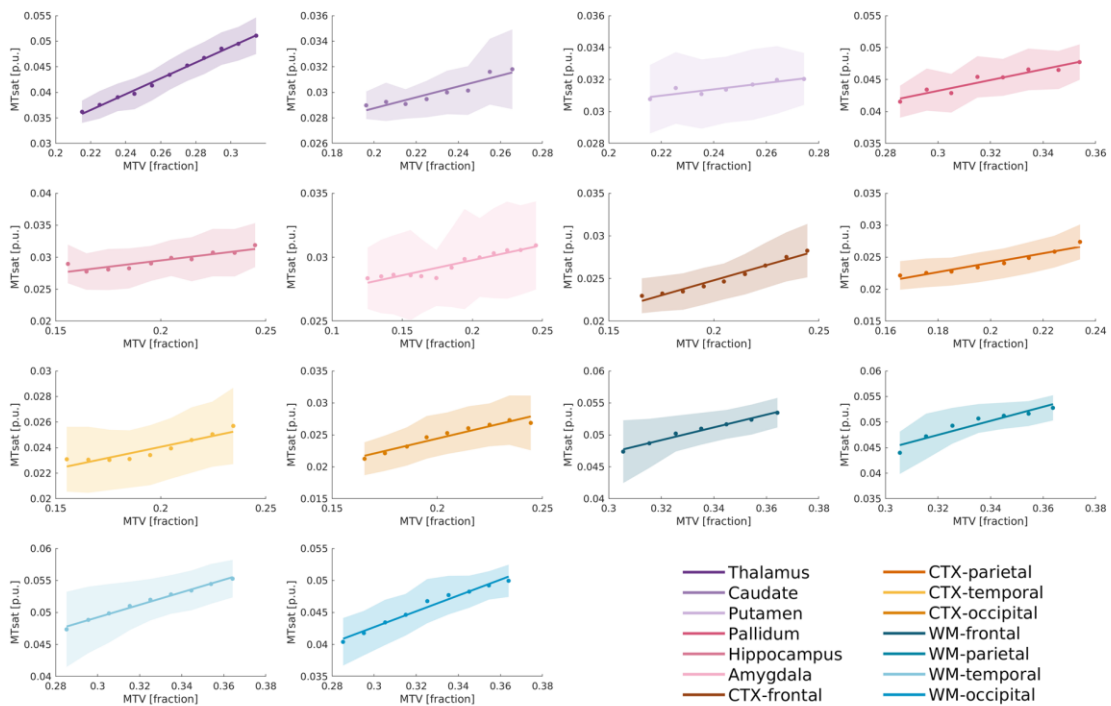 MTsat [p.u.]
0.055
0.05
0.045
0.04
0.035
0.03
0.2 0.22 0.24 0.26 0.28 0.3
MTV [fraction]
MTsat [p.u.]
0.036
0.034
0.032
0.03
0.028
0.026
0.18 0.2 0.22 0.24 0.26 0.28
MTV [fraction]
MTsat [p.u.]
0.036
0.034
0.032
0.03
0.028
0.2 0.22 0.24 0.26 0.28
MTV [fraction]
MTsat [p.u.]
0.055
0.05
0.045
0.04
0.035
0.28 0.3 0.32 0.34 0.36
MTV [fraction]
MTsat [p.u.]
0.04
0.035
0.03
0.025
0.02
0.15 0.2 0.25
MTV [fraction]
MTsat [p.u.]
0.035
0.03
0.025
0.1 0.15 0.2 0.25
MTV [fraction]
MTsat [p.u.]
0.035
0.03
0.025
0.02
0.15 0.2 0.25
MTV [fraction]
MTsat [p.u.]
0.04
0.035
0.03
0.025
0.02
0.015
0.16 0.18 0.2 0.22 0.24
MTV [fraction]
MTsat [p.u.]
0.03
0.028
0.026
0.024
0.022
0.02
0.15 0.2 0.25
MTV [fraction]
MTsat [p.u.]
0.035
0.03
0.025
0.02
0.015
0.15 0.2 0.25
MTV [fraction]
MTsat [p.u.]
0.06
0.055
0.05
0.045
0.04
0.3 0.32 0.34 0.36 0.38
MTV [fraction]
MTsat [p.u.]
0.06
0.055
0.05
0.045
0.04
0.035
0.3 0.32 0.34 0.36 0.38
MTV [fraction]
MTsat [p.u.]
0.06
0.055
0.05
0.045
0.04
0.28 0.3 0.32 0.34 0.36 0.38
MTV [fraction]
MTsat [p.u.]
0.055
0.05
0.045
0.04
0.035
0.28 0.3 0.32 0.34 0.36 0.38
MTV [fraction]
Thalamus
Caudate
Putamen
Pallidum
Hippocampus
Amygdala
CTX-frontal
CTX-parietal
CTX-temporal
CTX-occipital
WM-frontal
WM-parietal
WM-temporal
WM-occipital